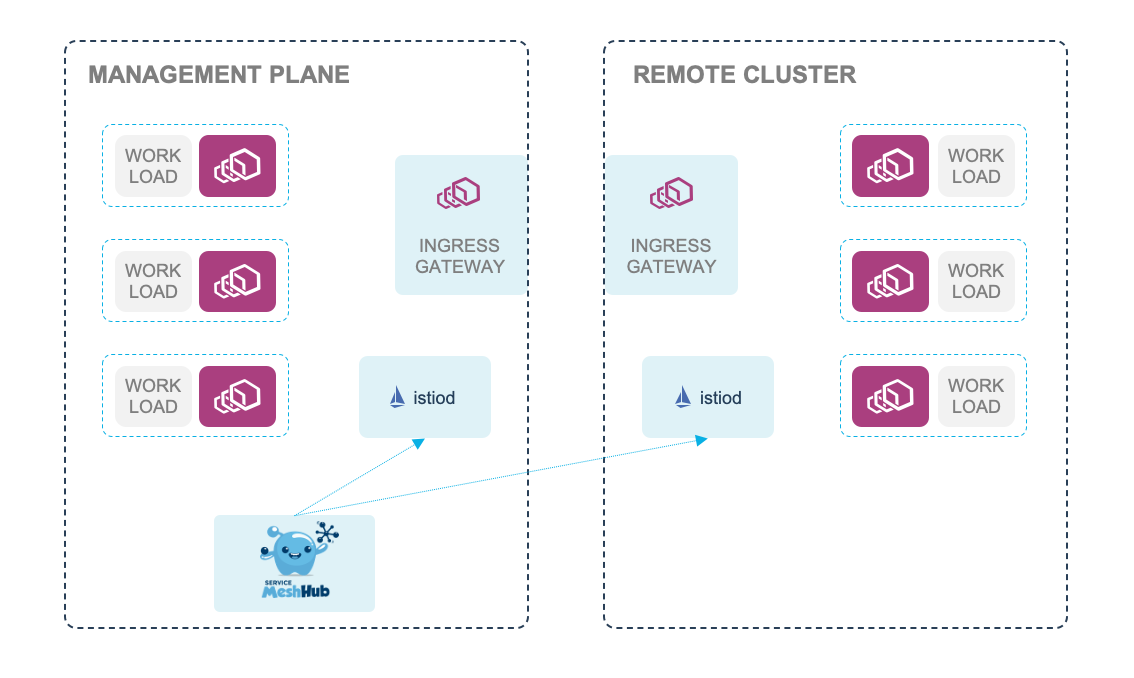 MANAGEMENT PLANE
WORK
LOAD
WORK
LOAD
WORK
LOAD
INGRESS
GATEWAY
istiod
SERVICE
MeshHub
REMOTE CLUSTER
INGRESS
GATEWAY
istiod
WORK
LOAD
WORK
LOAD
WORK
LOAD